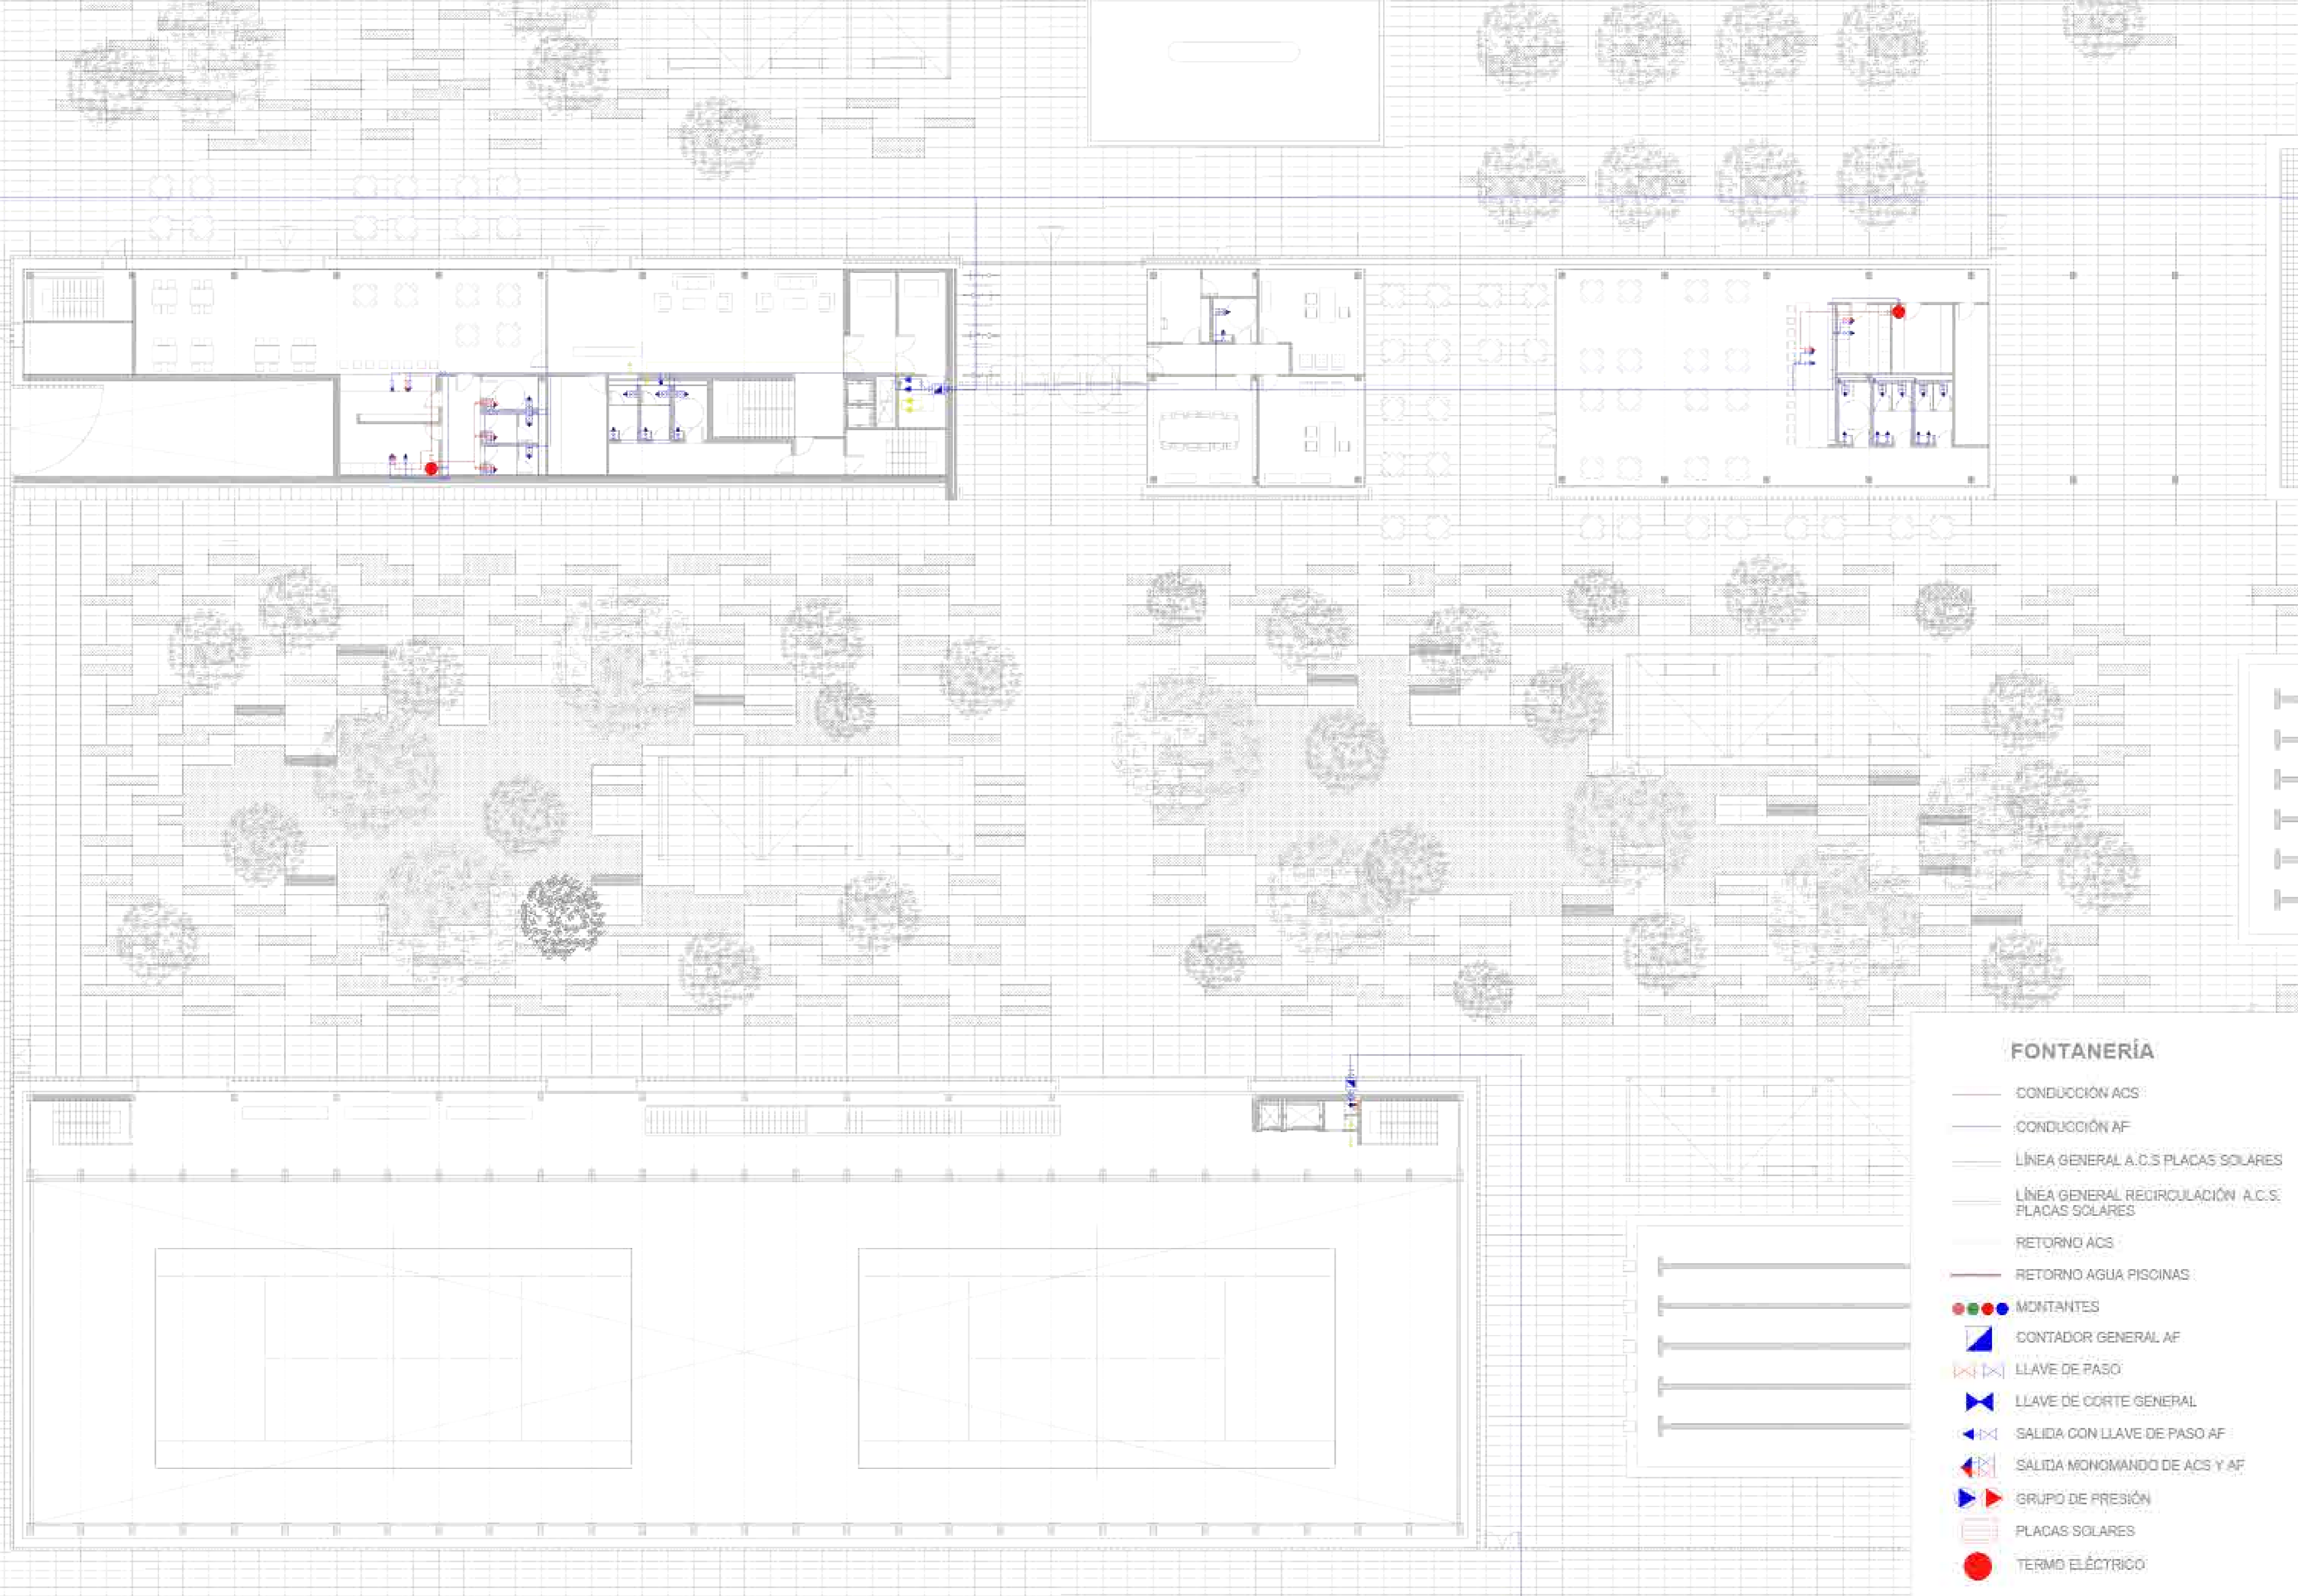 FONTANERÍA
CONDUCCIÓN ACS
CONDUCCIÓN AF
LÍNEA GENERAL A.C.S PLACAS SOLARES
LÍNEA GENERAL RECIRCULACIÓN A.C.S.
PLACAS SOLARES
RETORNO ACS
RETORNO AGUA PISCINAS
MONTANTES
CONTADOR GENERAL AF
LLAVE DE PASO
LLAVE DE CORTE GENERAL
SALIDA CON LLAVE DE PASO AF
SALIDA MONOMANDO DE ACS Y AF
GRUPO DE PRESIÓN
PLACAS SOLARES
TERMO ELÉCTRICO